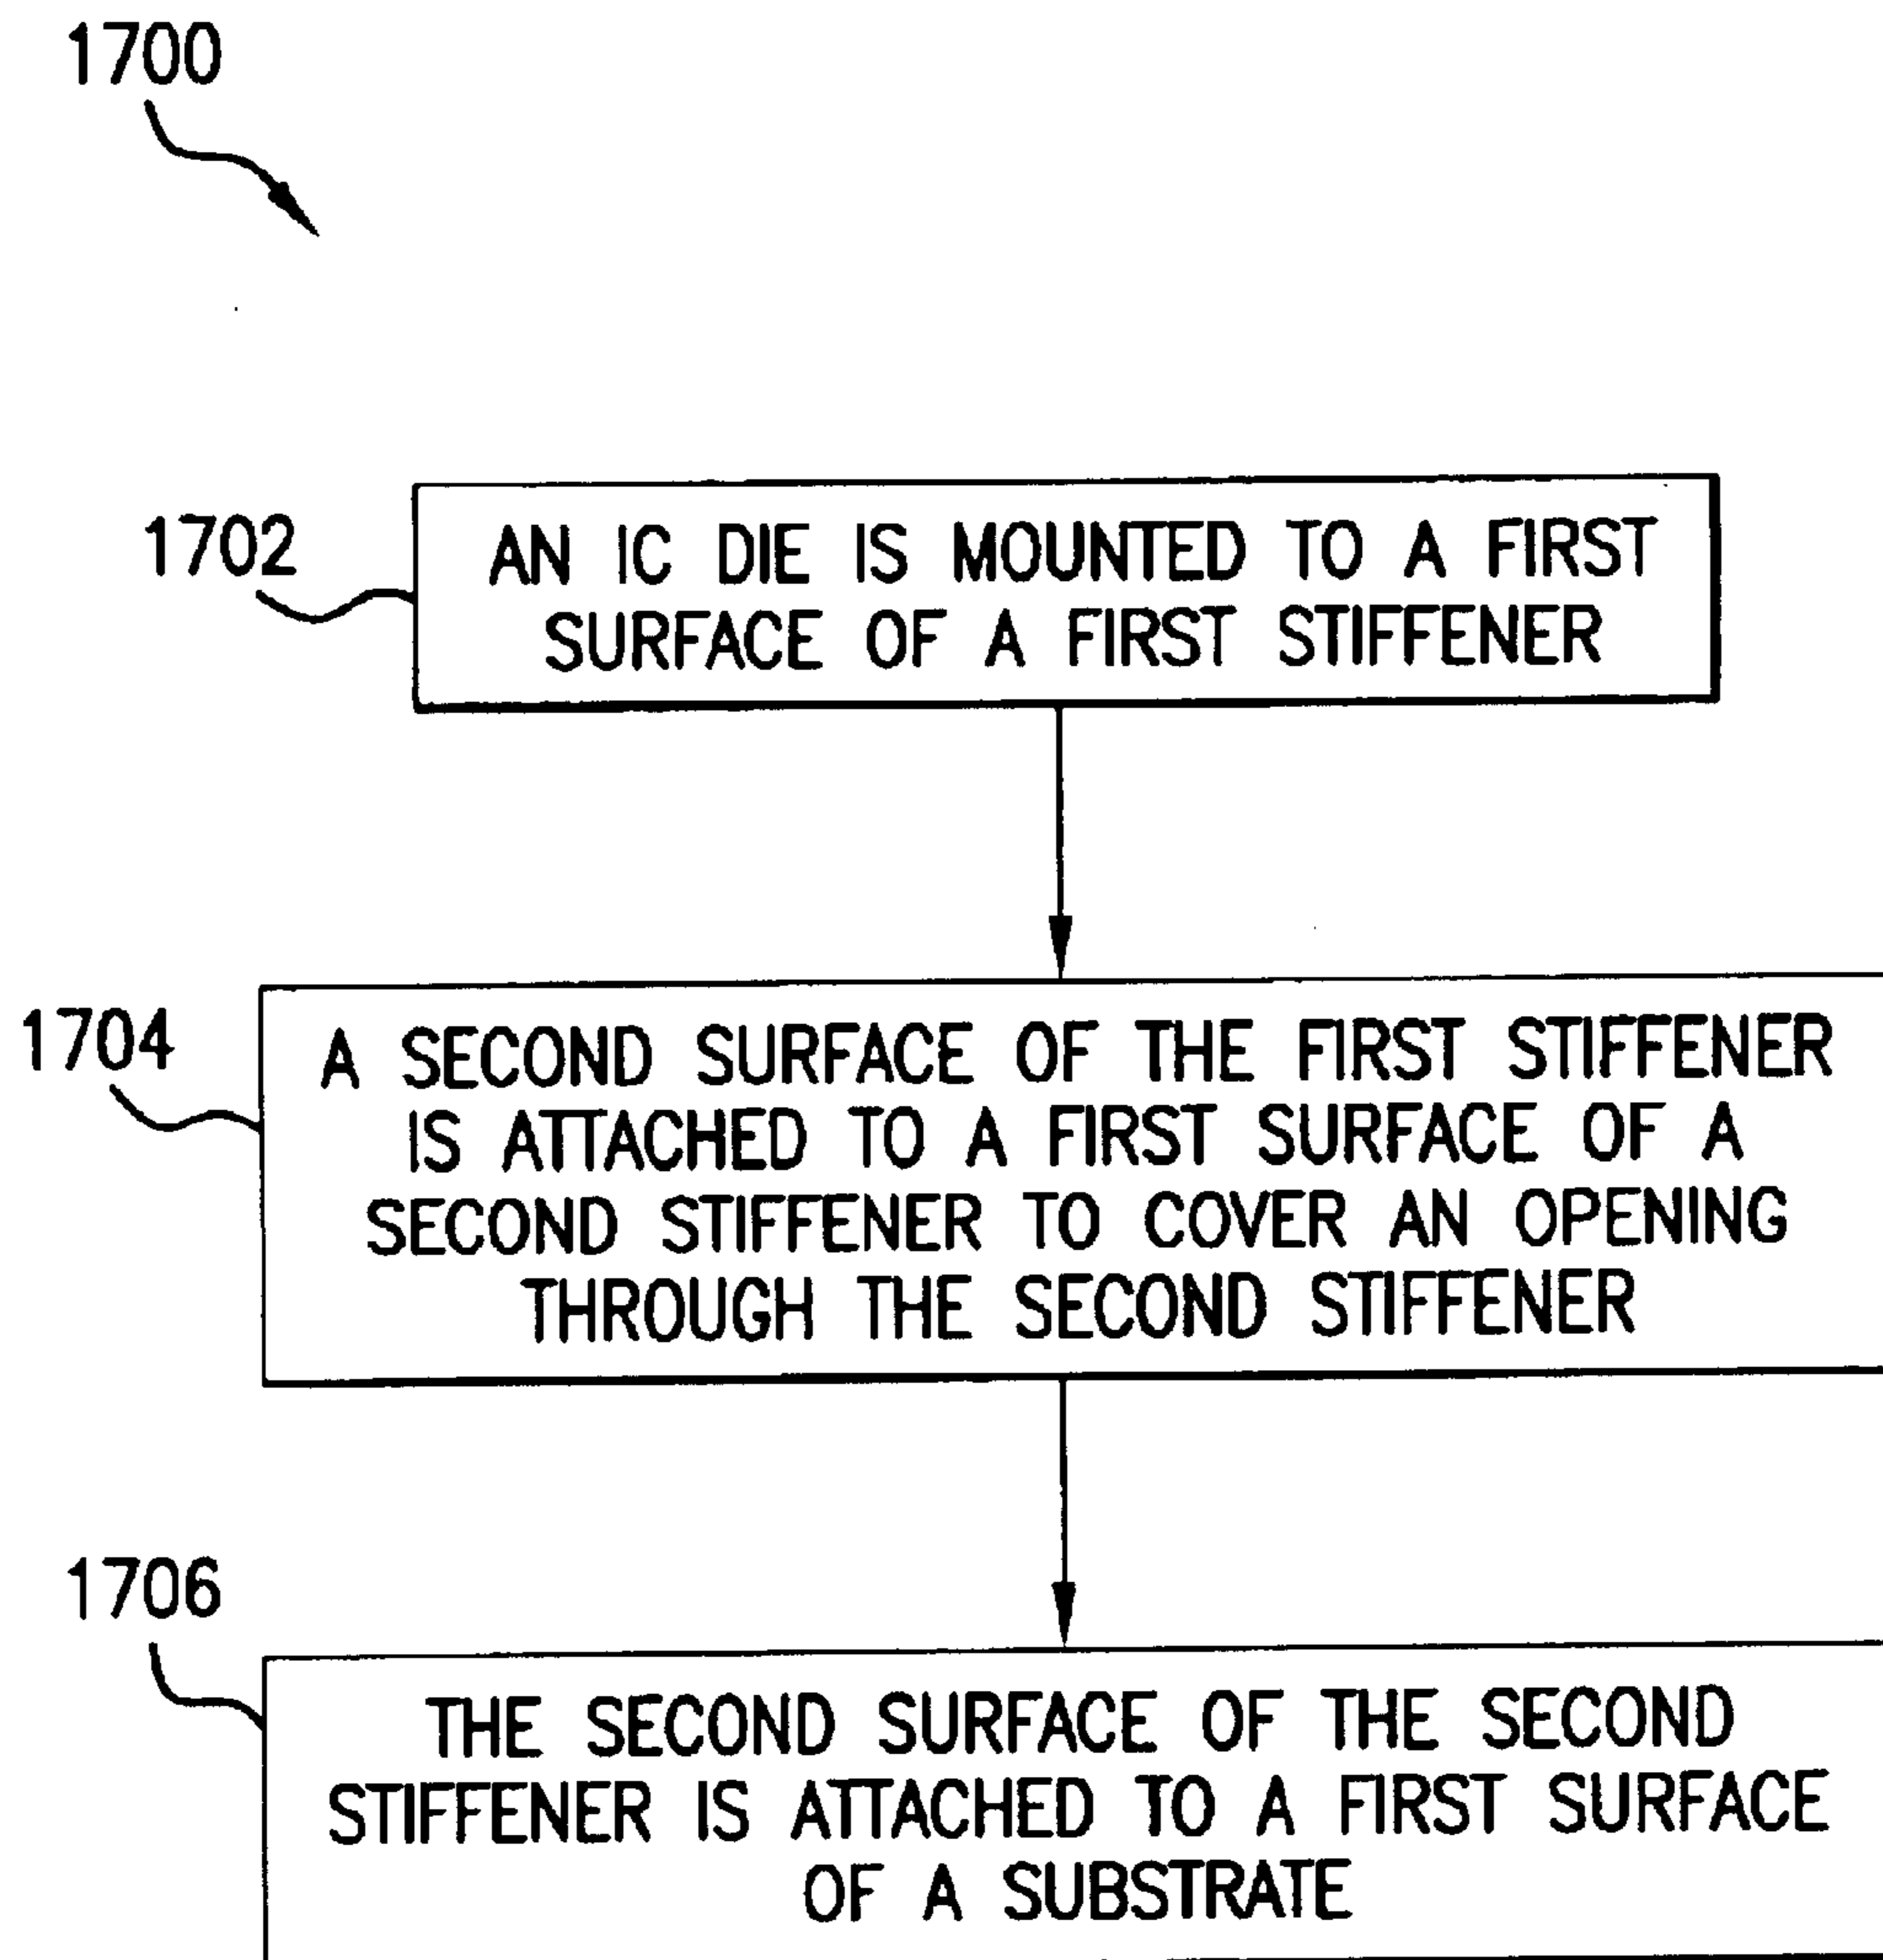 1700
1702
AN IC DIE IS MOUNTED TO A FIRST
SURFACE OF A FIRST STIFFENER
1704
A SECOND SURFACE OF THE FIRST STIFFENER
IS ATTACHED TO A FIRST SURFACE OF A
SECOND STIFFENER TO COVER AN OPENING
THROUGH THE SECOND STIFFENER
1706
THE SECOND SURFACE OF THE SECOND
STIFFENER IS ATTACHED TO A FIRST SURFACE
OF A SUBSTRATE